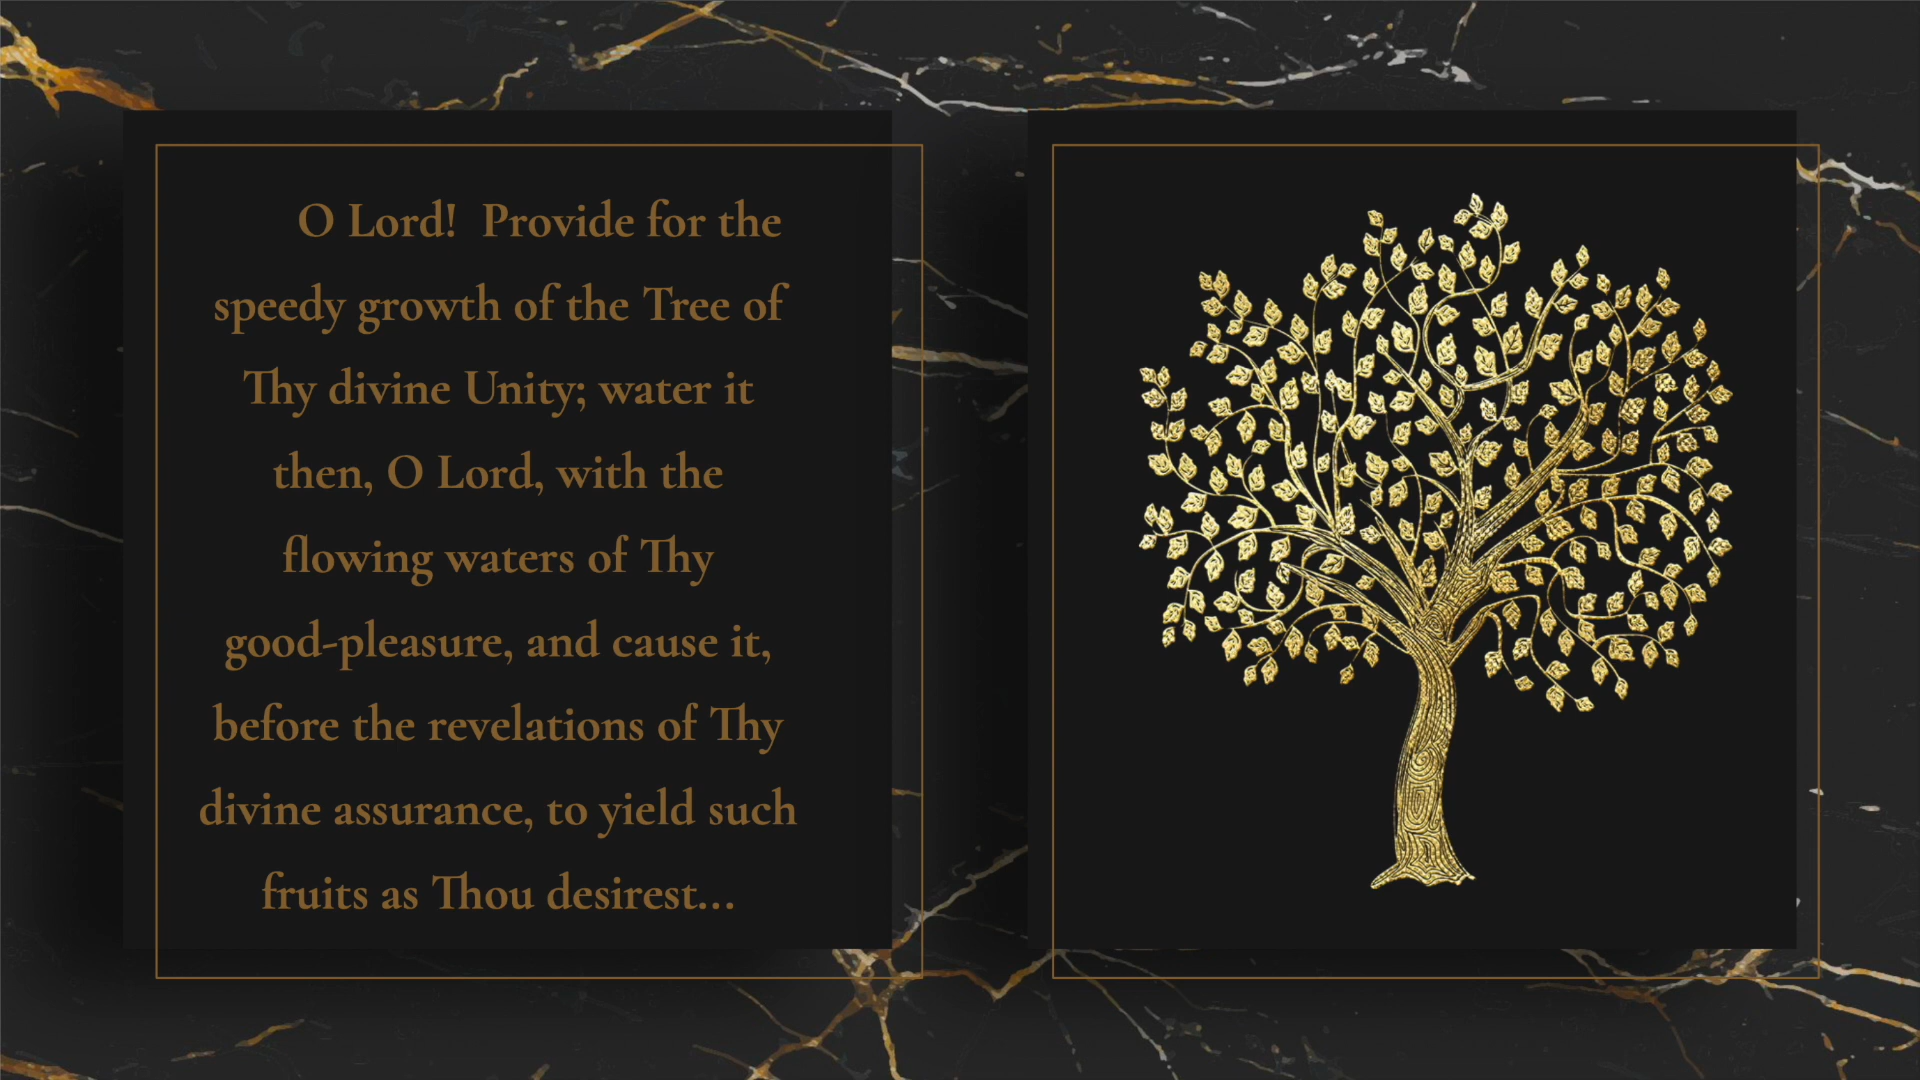 O Lord!  Provide for the
speedy growth of the Tree of
Thy divine Unity; water it
then, O Lord, with the
flowing waters of Thy
good-pleasure, and cause it,
before the revelations of Thy
divine assurance, to yield such
fruits as Thou desirest...